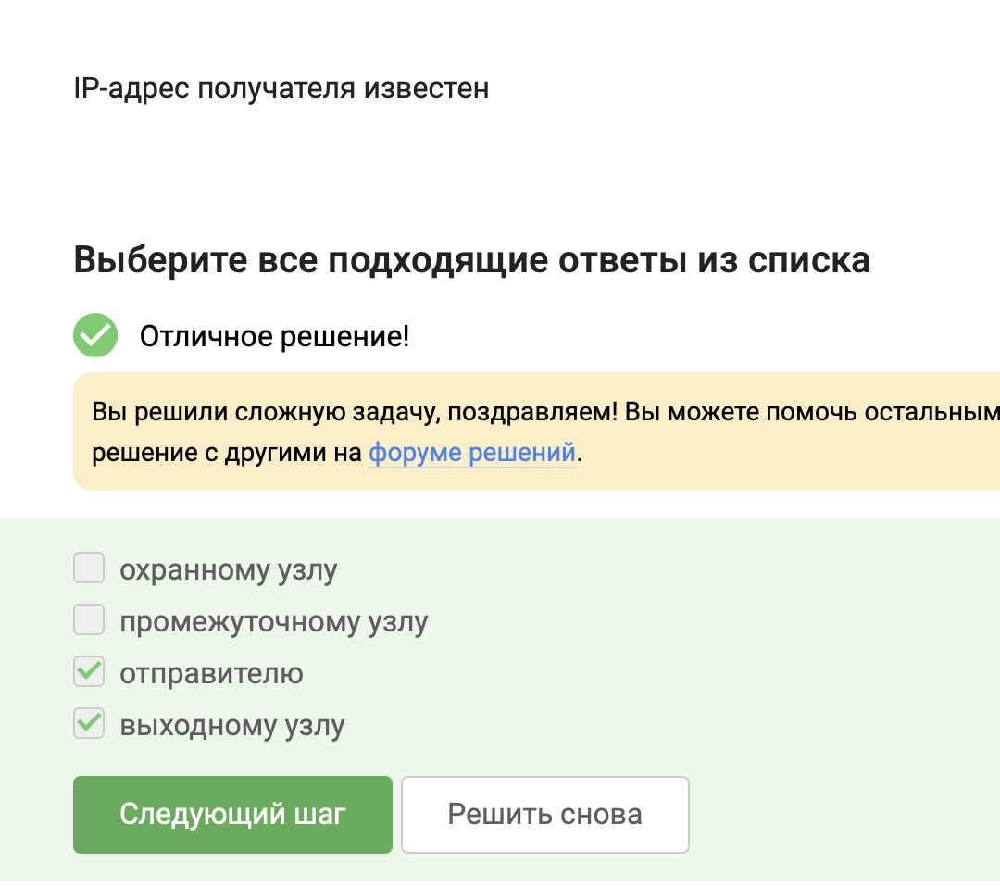 IP-адрес получателя известен
Выберите все подходящие ответы из списка
Отличное решение!
Вы решили сложную задачу, поздравляем! Вы можете помочь остальным
решение с другими на форуме решений.
охранному узлу
промежуточному узлу
отправителю
выходному узлу
Следующий шаг
Решить снова